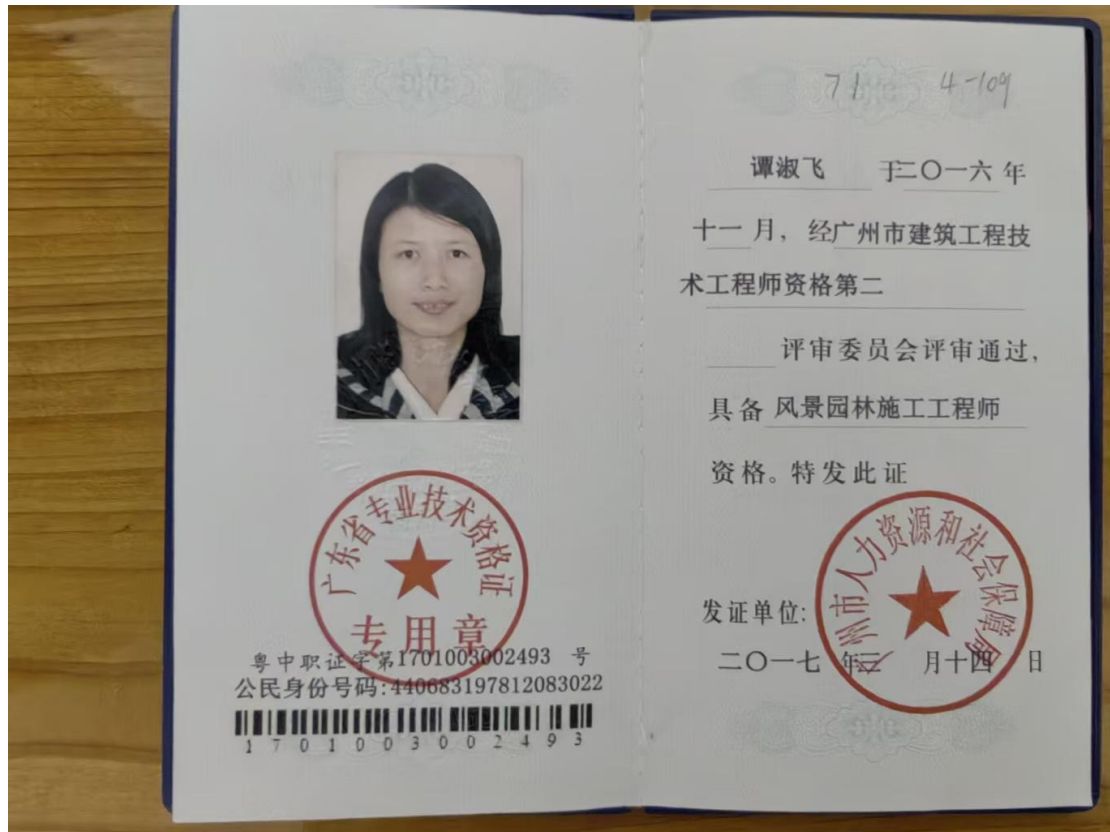 广东省专业技术资格证
专用章
粤中职证字第1701003002493 号
公民身份号码:440683197812083022
1701003002493
71 4-109
谭淑飞 于二〇一六年
十一月，经广州市建筑工程技
术工程师资格第二
评审委员会评审通过，
具备 风景园林施工工程师
资格。特发此证
广州市人力资源和社会保障局
发证单位:
二〇一七 年 月十四 日